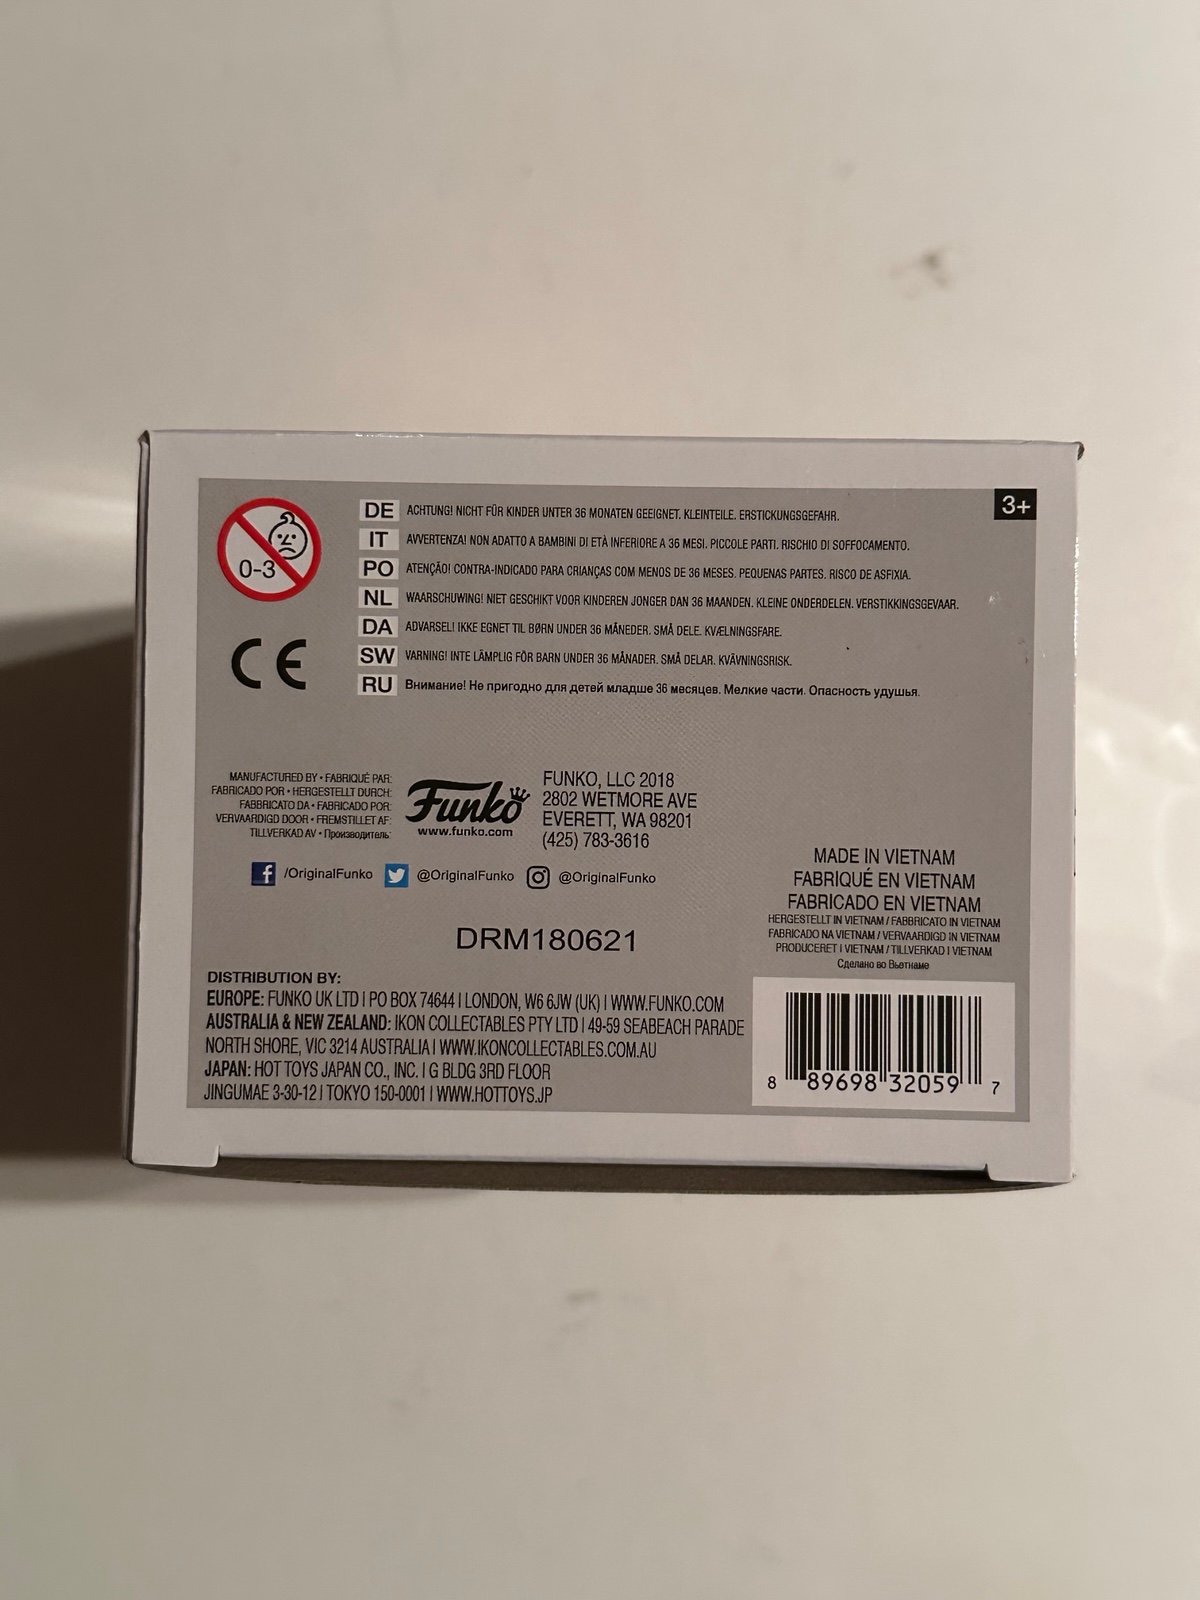 3+
0-3
CE
DE ACHTUNG! NICHT FÜR KINDER UNTER 36 MONATEN GEEIGNET. KLEINTEILE. ERSTICKUNGSGEFAHR.
IT AVVERTENZA! NON ADATTO A BAMBINI DI ETÀ INFERIORE A 36 MESI. PICCOLE PARTI. RISCHIO DI SOFFOCAMENTO.
PO ATENÇÃO! CONTRA-INDICADO PARA CRIANÇAS COM MENOS DE 36 MESES. PEQUENAS PARTES. RISCO DE ASFIXIA.
NL WAARSCHUWING! NIET GESCHIKT VOOR KINDEREN JONGER DAN 36 MAANDEN. KLEINE ONDERDELEN. VERSTIKKINGSGEVAAR.
DA ADVARSEL! IKKE EGNET TIL BØRN UNDER 36 MÅNEDER. SMÅ DELE. KVÆLNINGSFARE.
SW VARNING! INTE LÄMPLIG FÖR BARN UNDER 36 MÅNADER. SMÅ DELAR. KVÄVNINGSRISK.
RU Внимание! Не пригодно для детей младше 36 месяцев. Мелкие части. Опасность удушья.
MANUFACTURED BY • FABRIQUÉ PAR:
FABRICADO POR • HERGESTELLT DURCH:
FABBRICATO DA • FABRICADO POR:
VERVAARDIGD DOOR • FREMSTILLET AF:
TILLVERKAD AV • Производитель:
Funko
www.funko.com
FUNKO, LLC 2018
2802 WETMORE AVE
EVERETT, WA 98201
(425) 783-3616
/OriginalFunko @OriginalFunko @OriginalFunko
DRM180621
MADE IN VIETNAM
FABRIQUÉ EN VIETNAM
FABRICADO EN VIETNAM
HERGESTELLT IN VIETNAM / FABBRICATO IN VIETNAM
FABRICADO NA VIETNAM / VERVAARDIGD IN VIETNAM
PRODUCERET I VIETNAM / TILLVERKAD I VIETNAM
Сделано во Вьетнаме
DISTRIBUTION BY:
EUROPE: FUNKO UK LTD | PO BOX 74644 | LONDON, W6 6JW (UK) | WWW.FUNKO.COM
AUSTRALIA & NEW ZEALAND: IKON COLLECTABLES PTY LTD | 49-59 SEABEACH PARADE
NORTH SHORE, VIC 3214 AUSTRALIA | WWW.IKONCOLLECTABLES.COM.AU
JAPAN: HOT TOYS JAPAN CO., INC. | G BLDG 3RD FLOOR
JINGUMAE 3-30-12 | TOKYO 150-0001 | WWW.HOTTOYS.JP
8 89698 32059 7